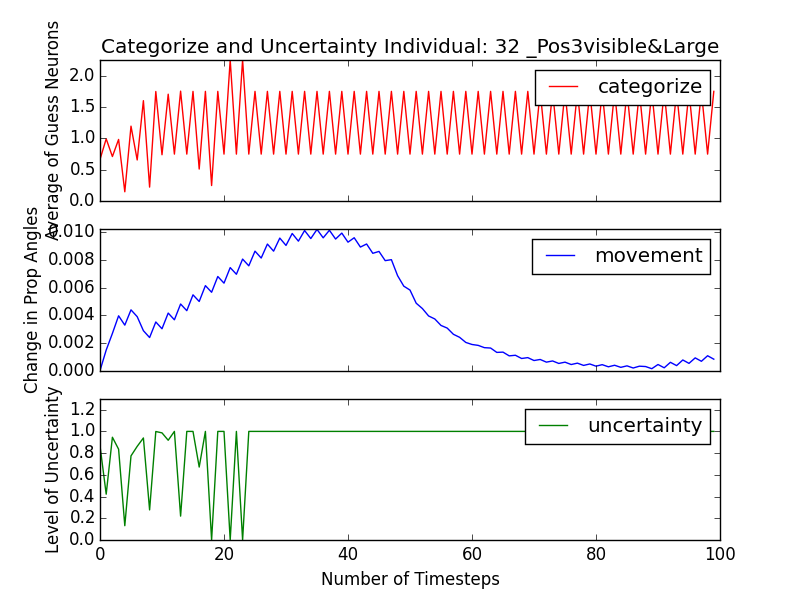 Categorize and Uncertainty Individual: 32 _Pos3visible&Large
Average of Guess Neurons
2.0
1.5
1.0
0.5
0.0
categorize
Change in Prop Angles
0.010
0.008
0.006
0.004
0.002
0.000
movement
Level of Uncertainty
1.2
1.0
0.8
0.6
0.4
0.2
0.0
uncertainty
0 20 40 60 80 100
Number of Timesteps